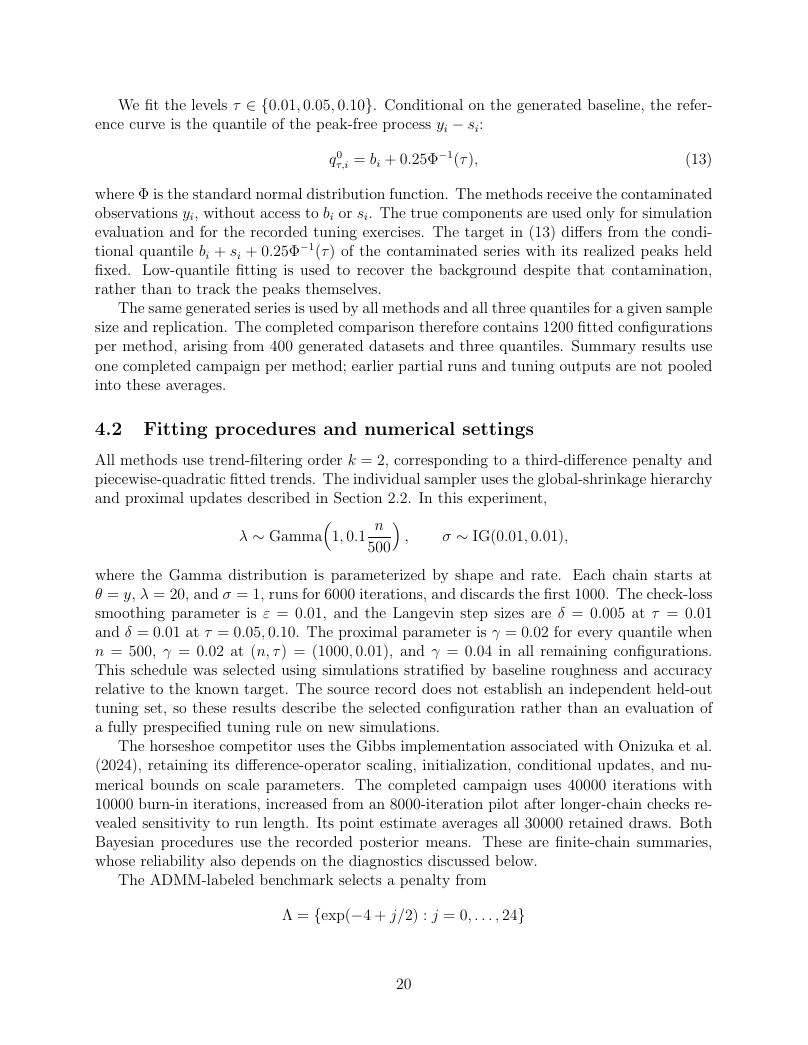 We fit the levels τ ∈ {0.01, 0.05, 0.10}. Conditional on the generated baseline, the refer-
ence curve is the quantile of the peak-free process yᵢ − sᵢ:
q⁰_{τ,i} = bᵢ + 0.25Φ⁻¹(τ), (13)
where Φ is the standard normal distribution function. The methods receive the contaminated
observations yᵢ, without access to bᵢ or sᵢ. The true components are used only for simulation
evaluation and for the recorded tuning exercises. The target in (13) differs from the condi-
tional quantile bᵢ + sᵢ + 0.25Φ⁻¹(τ) of the contaminated series with its realized peaks held
fixed. Low-quantile fitting is used to recover the background despite that contamination,
rather than to track the peaks themselves.
The same generated series is used by all methods and all three quantiles for a given sample
size and replication. The completed comparison therefore contains 1200 fitted configurations
per method, arising from 400 generated datasets and three quantiles. Summary results use
one completed campaign per method; earlier partial runs and tuning outputs are not pooled
into these averages.
4.2 Fitting procedures and numerical settings
All methods use trend-filtering order k = 2, corresponding to a third-difference penalty and
piecewise-quadratic fitted trends. The individual sampler uses the global-shrinkage hierarchy
and proximal updates described in Section 2.2. In this experiment,
λ ∼ Gamma(1, 0.1 n/500), σ ∼ IG(0.01, 0.01),
where the Gamma distribution is parameterized by shape and rate. Each chain starts at
θ = y, λ = 20, and σ = 1, runs for 6000 iterations, and discards the first 1000. The check-loss
smoothing parameter is ε = 0.01, and the Langevin step sizes are δ = 0.005 at τ = 0.01
and δ = 0.01 at τ = 0.05, 0.10. The proximal parameter is γ = 0.02 for every quantile when
n = 500, γ = 0.02 at (n, τ) = (1000, 0.01), and γ = 0.04 in all remaining configurations.
This schedule was selected using simulations stratified by baseline roughness and accuracy
relative to the known target. The source record does not establish an independent held-out
tuning set, so these results describe the selected configuration rather than an evaluation of
a fully prespecified tuning rule on new simulations.
The horseshoe competitor uses the Gibbs implementation associated with Onizuka et al.
(2024), retaining its difference-operator scaling, initialization, conditional updates, and nu-
merical bounds on scale parameters. The completed campaign uses 40000 iterations with
10000 burn-in iterations, increased from an 8000-iteration pilot after longer-chain checks re-
vealed sensitivity to run length. Its point estimate averages all 30000 retained draws. Both
Bayesian procedures use the recorded posterior means. These are finite-chain summaries,
whose reliability also depends on the diagnostics discussed below.
The ADMM-labeled benchmark selects a penalty from
Λ = {exp(−4 + j/2) : j = 0, . . . , 24}
20